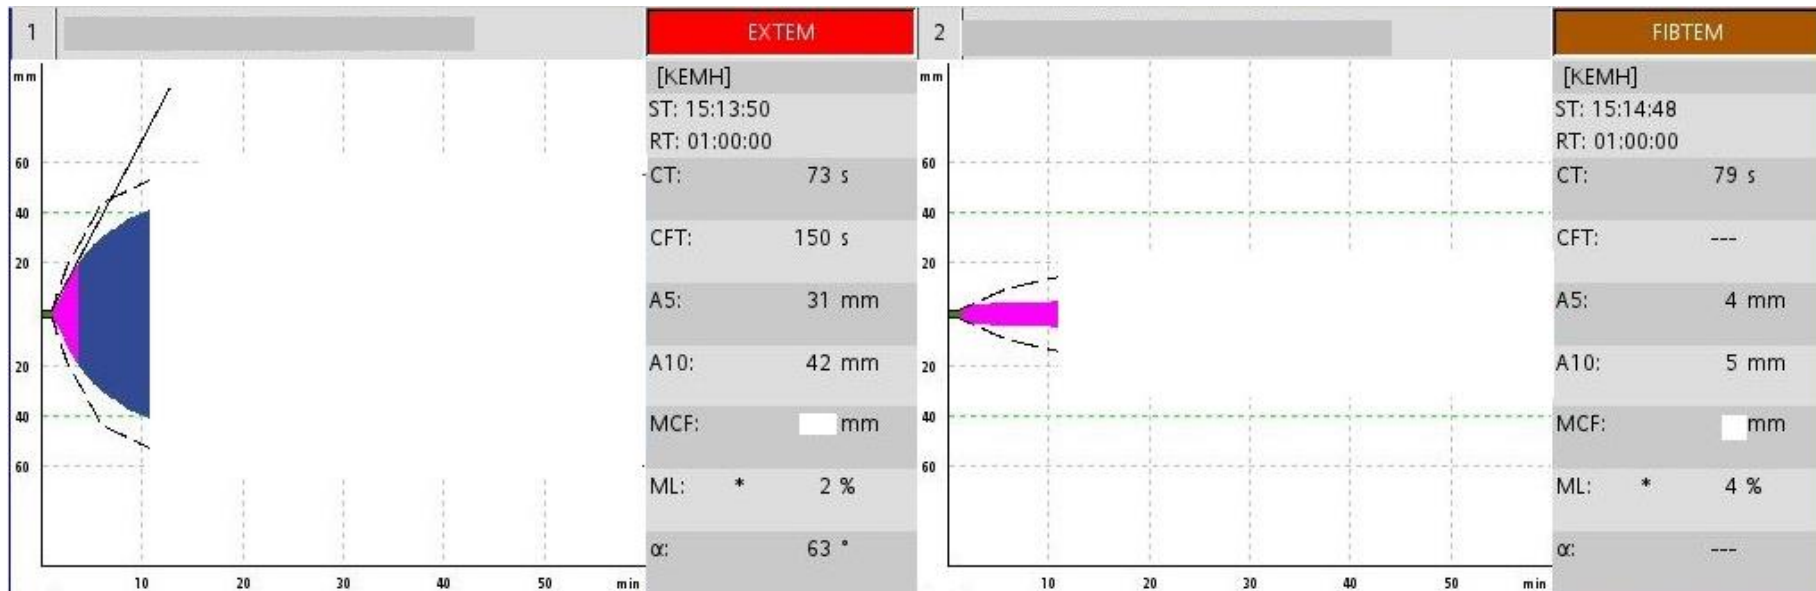 1
EXTEM
mm
60
40
20
20
40
60
10 20 30 40 50 min
[KEMH]
ST: 15:13:50
RT: 01:00:00
CT: 73 s
CFT: 150 s
A5: 31 mm
A10: 42 mm
MCF: mm
ML: * 2 %
α: 63 °
2
FIBTEM
mm
60
40
20
20
40
60
10 20 30 40 50 min
[KEMH]
ST: 15:14:48
RT: 01:00:00
CT: 79 s
CFT: ---
A5: 4 mm
A10: 5 mm
MCF: mm
ML: * 4 %
α: ---